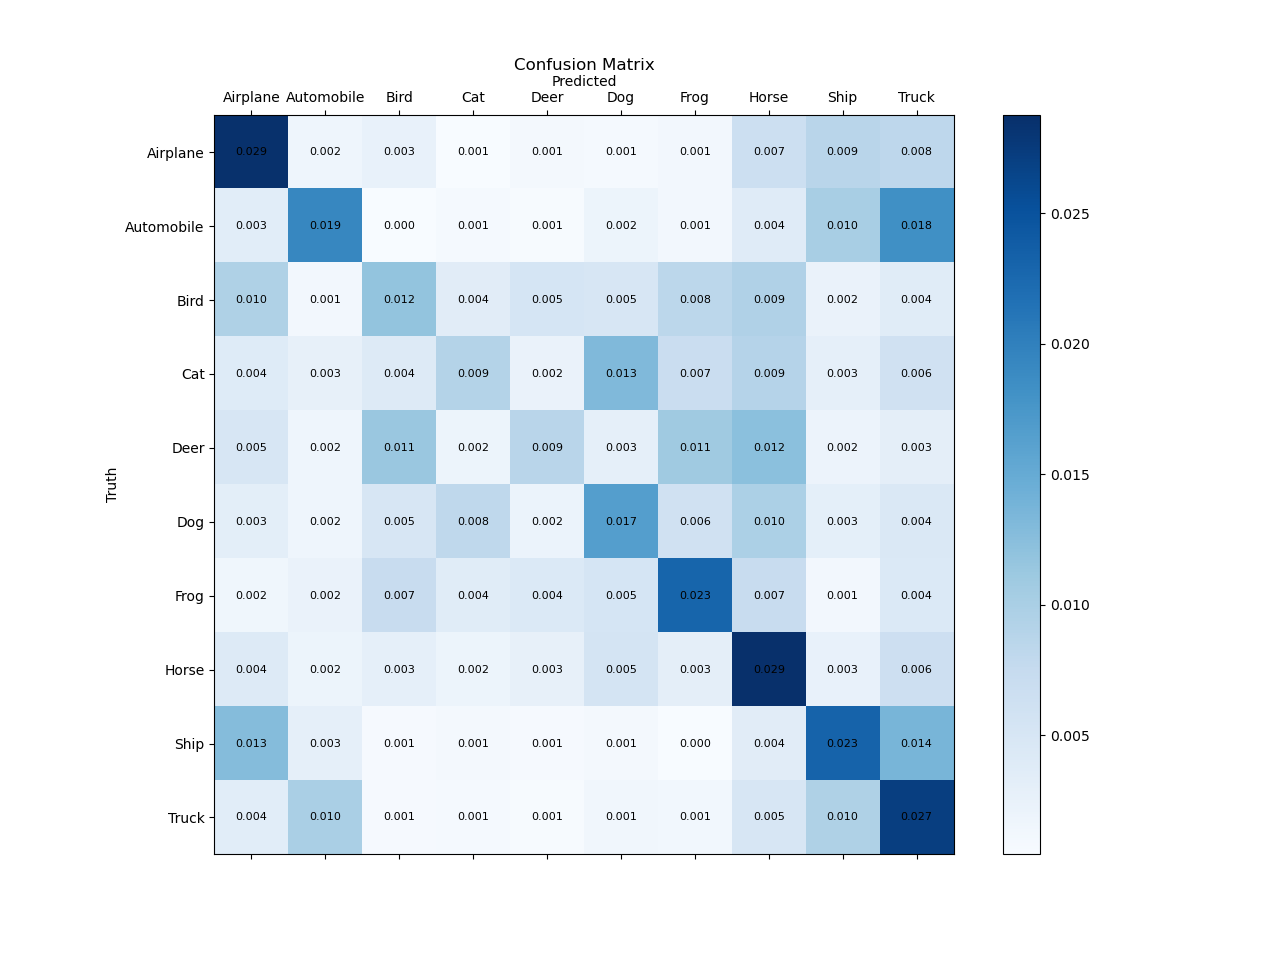 Confusion Matrix
Predicted
Airplane Automobile Bird Cat Deer Dog Frog Horse Ship Truck
Airplane 0.029 0.002 0.003 0.001 0.001 0.001 0.001 0.007 0.009 0.008
Automobile 0.003 0.019 0.000 0.001 0.001 0.002 0.001 0.004 0.010 0.018
0.025
Bird 0.010 0.001 0.012 0.004 0.005 0.005 0.008 0.009 0.002 0.004
0.020
Cat 0.004 0.003 0.004 0.009 0.002 0.013 0.007 0.009 0.003 0.006
Deer 0.005 0.002 0.011 0.002 0.009 0.003 0.011 0.012 0.002 0.003
0.015
Truth
Dog 0.003 0.002 0.005 0.008 0.002 0.017 0.006 0.010 0.003 0.004
Frog 0.002 0.002 0.007 0.004 0.004 0.005 0.023 0.007 0.001 0.004
0.010
Horse 0.004 0.002 0.003 0.002 0.003 0.005 0.003 0.029 0.003 0.006
0.005
Ship 0.013 0.003 0.001 0.001 0.001 0.001 0.000 0.004 0.023 0.014
Truck 0.004 0.010 0.001 0.001 0.001 0.001 0.001 0.005 0.010 0.027